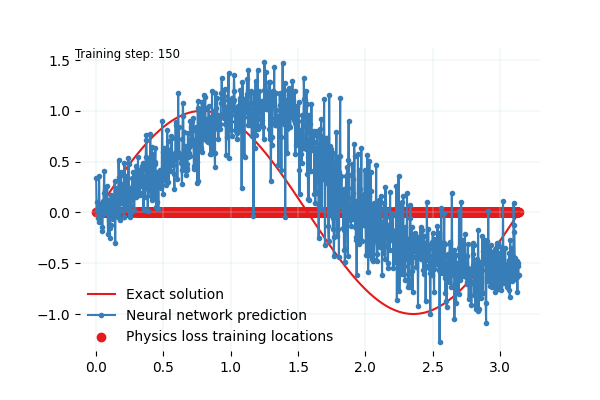 Training step: 150
1.5
1.0
0.5
0.0
−0.5
−1.0
Exact solution
Neural network prediction
Physics loss training locations
0.0 0.5 1.0 1.5 2.0 2.5 3.0